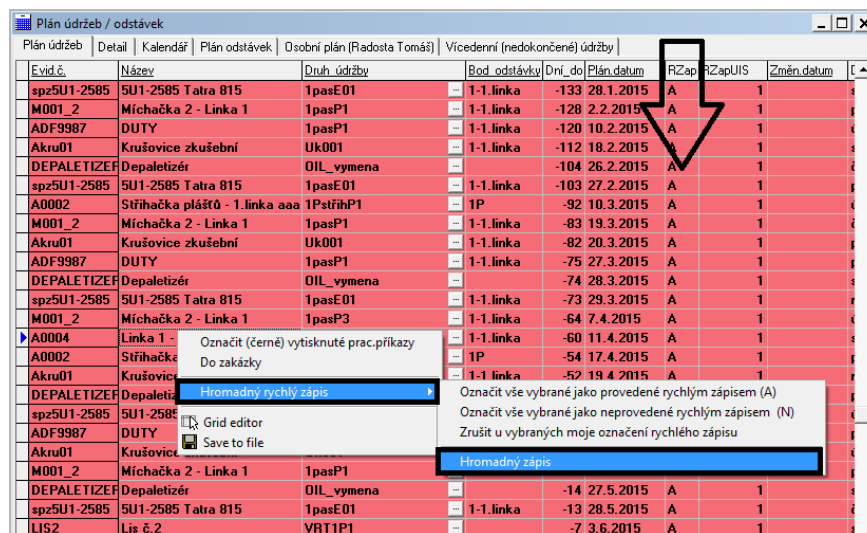 Plán údržeb / odstávek
Plán údržeb Detail Kalendář Plán odstávek Osobní plán (Radosta Tomáš) Vícedenní (nedokončené) údržby
Evid.č. Název Druh údržby Bod odstávky Dní_do Plán.datum RZap RZapUIS Změn.datum
spz5U1-2585 5U1-2585 Tatra 815 1pasE01 ... 1-1.linka -133 28.1.2015 A 1
M001_2 Míchačka 2 - Linka 1 1pasP1 ... 1-1.linka -128 2.2.2015 A 1
ADF9987 DUTY 1pasP1 ... 1-1.linka -120 10.2.2015 A 1
Akru01 Krušovice zkušební Uk001 ... 1-1.linka -112 18.2.2015 A 1
DEPALETIZEF Depaletizér OIL_vymena ... -104 26.2.2015 A 1
spz5U1-2585 5U1-2585 Tatra 815 1pasE01 ... 1-1.linka -103 27.2.2015 A 1
A0002 Střihačka plášťů - 1.linka aaa 1PstřihP1 ... 1P -92 10.3.2015 A 1
M001_2 Míchačka 2 - Linka 1 1pasP1 ... 1-1.linka -83 19.3.2015 A 1
Akru01 Krušovice zkušební Uk001 ... 1-1.linka -82 20.3.2015 A 1
ADF9987 DUTY 1pasP1 ... 1-1.linka -75 27.3.2015 A 1
DEPALETIZEF Depaletizér OIL_vymena ... -74 28.3.2015 A 1
spz5U1-2585 5U1-2585 Tatra 815 1pasE01 ... 1-1.linka -73 29.3.2015 A 1
M001_2 Míchačka 2 - Linka 1 1pasP3 ... 1-1.linka -64 7.4.2015 A 1
A0004 Linka 1 - ... 1-1.linka -60 11.4.2015 A 1
A0002 Střihačka ... 1P -54 17.4.2015 A 1
Akru01 Krušovice ... 1-1.linka -52 19.4.2015 A 1
DEPALETIZEF
spz5U1-2585 5U1-2585
ADF9987 DUTY
Akru01 Krušovice
Označit (černé) vytisknuté prac.příkazy
Do zakázky
Hromadný rychlý zápis
Grid editor
Save to file
Označit vše vybrané jako provedené rychlým zápisem (A)
Označit vše vybrané jako neprovedené rychlým zápisem (N)
Zrušit u vybraných moje označení rychlého zápisu
Hromadný zápis
M001_2 Míchačka 2 - Linka 1 1pasP1
DEPALETIZEF Depaletizér OIL_vymena ... -14 27.5.2015 A 1
spz5U1-2585 5U1-2585 Tatra 815 1pasE01 ... 1-1.linka -13 28.5.2015 A 1
LIS2 Lis č.2 VRT1P1 ... -7 3.6.2015 A 1